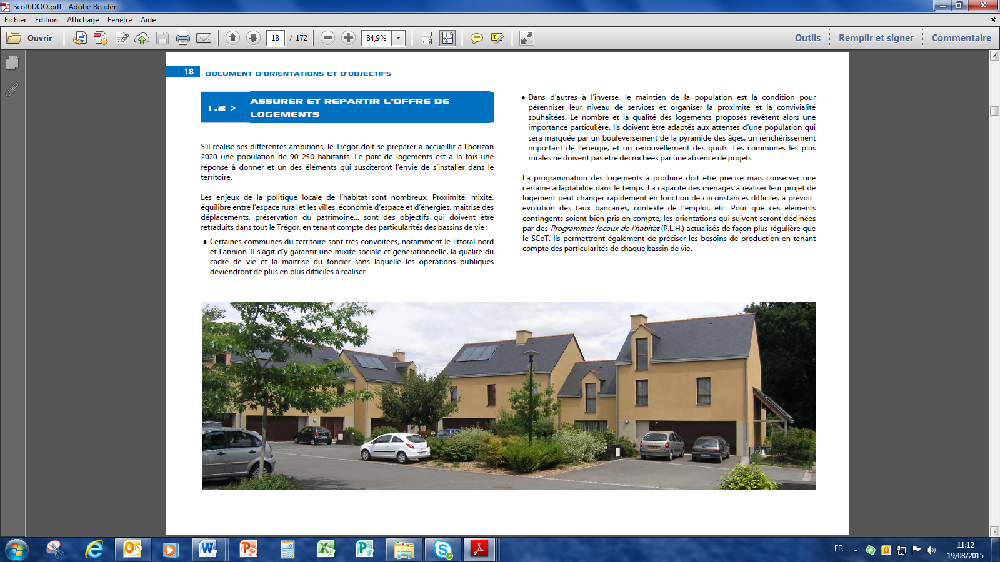 Scot6DOO.pdf - Adobe Reader
Fichier Edition Affichage Fenêtre Aide
Ouvrir 18 / 172 84,9% Outils Remplir et signer Commentaire
18 DOCUMENT D'ORIENTATIONS ET D'OBJECTIFS
1.2 > ASSURER ET REPARTIR L'OFFRE DE
LOGEMENTS
S'il réalise ses différentes ambitions, le Trégor doit se préparer à accueillir à l'horizon
2020 une population de 90 250 habitants. Le parc de logements est à la fois une
réponse à donner et un des éléments qui susciteront l'envie de s'installer dans le
territoire.
Les enjeux de la politique locale de l'habitat sont nombreux. Proximité, mixité,
équilibre entre l'espace rural et les villes, économie d'espace et d'énergies, maitrise des
déplacements, préservation du patrimoine... sont des objectifs qui doivent être
retraduits dans tout le Trégor, en tenant compte des particularités des bassins de vie :
• Certaines communes du territoire sont très convoitées, notamment le littoral nord
et Lannion. Il s'agit d'y garantir une mixité sociale et générationnelle, la qualité du
cadre de vie et la maitrise du foncier sans laquelle les opérations publiques
deviendront de plus en plus difficiles à réaliser.
• Dans d'autres à l'inverse, le maintien de la population est la condition pour
pérenniser leur niveau de services et organiser la proximité et la convivialité
souhaitées. Le nombre et la qualité des logements proposés revêtent alors une
importance particulière. Ils doivent être adaptés aux attentes d'une population qui
sera marquée par un bouleversement de la pyramide des âges, un renchérissement
important de l'énergie, et un renouvellement des goûts. Les communes les plus
rurales ne doivent pas être décrochées par une absence de projets.
La programmation des logements à produire doit être précise mais conserver une
certaine adaptabilité dans le temps. La capacité des ménages à réaliser leur projet de
logement peut changer rapidement en fonction de circonstances difficiles à prévoir :
évolution des taux bancaires, contexte de l'emploi, etc. Pour que ces éléments
contingents soient bien pris en compte, les orientations qui suivent seront déclinées
par des Programmes locaux de l'habitat (P.L.H.) actualisés de façon plus régulière que
le SCoT. Ils permettront également de préciser les besoins de production en tenant
compte des particularités de chaque bassin de vie.
FR 11:12
19/08/2015